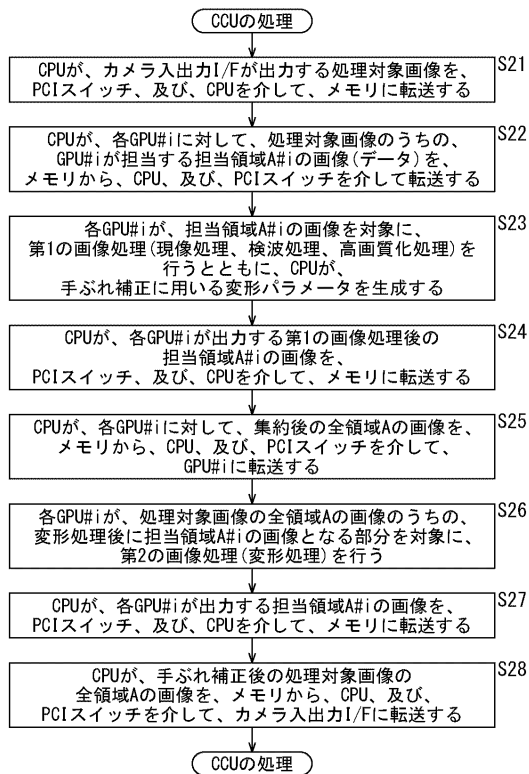 CCUの処理
S21
CPUが、カメラ入出力I/Fが出力する処理対象画像を、
PCIスイッチ、及び、CPUを介して、メモリに転送する
S22
CPUが、各GPU#iに対して、処理対象画像のうちの、
GPU#iが担当する担当領域A#iの画像(データ)を、
メモリから、CPU、及び、PCIスイッチを介して転送する
S23
各GPU#iが、担当領域A#iの画像を対象に、
第1の画像処理(現像処理、検波処理、高画質化処理)を
行うとともに、CPUが、
手ぶれ補正に用いる変形パラメータを生成する
S24
CPUが、各GPU#iが出力する第1の画像処理後の
担当領域A#iの画像を、
PCIスイッチ、及び、CPUを介して、メモリに転送する
S25
CPUが、各GPU#iに対して、集約後の全領域Aの画像を、
メモリから、CPU、及び、PCIスイッチを介して、
GPU#iに転送する
S26
各GPU#iが、処理対象画像の全領域Aの画像のうちの、
変形処理後に担当領域A#iの画像となる部分を対象に、
第2の画像処理(変形処理)を行う
S27
CPUが、各GPU#iが出力する担当領域A#iの画像を、
PCIスイッチ、及び、CPUを介して、メモリに転送する
S28
CPUが、手ぶれ補正後の処理対象画像の
全領域Aの画像を、メモリから、CPU、及び、
PCIスイッチを介して、カメラ入出力I/Fに転送する
CCUの処理